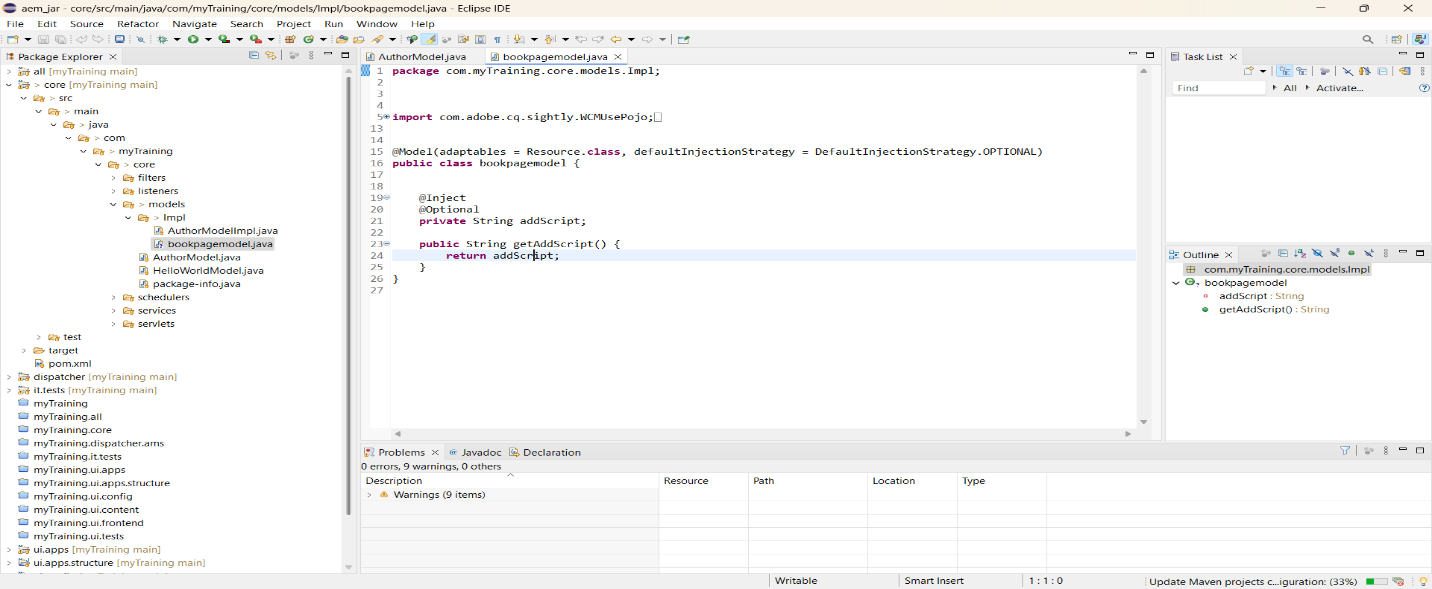 aem_jar - core/src/main/java/com/myTraining/core/models/Impl/bookpagemodel.java - Eclipse IDE
File Edit Source Refactor Navigate Search Project Run Window Help
Package Explorer
all [myTraining main]
> core [myTraining main]
> src
> main
> java
> com
> myTraining
> core
filters
listeners
> models
> Impl
AuthorModelImpl.java
bookpagemodel.java
AuthorModel.java
HelloWorldModel.java
package-info.java
schedulers
services
servlets
test
target
pom.xml
dispatcher [myTraining main]
it.tests [myTraining main]
myTraining
myTraining.all
myTraining.core
myTraining.dispatcher.ams
myTraining.it.tests
myTraining.ui.apps
myTraining.ui.apps.structure
myTraining.ui.config
myTraining.ui.content
myTraining.ui.frontend
myTraining.ui.tests
ui.apps [myTraining main]
ui.apps.structure [myTraining main]
AuthorModel.java bookpagemodel.java
1 package com.myTraining.core.models.Impl;
2
3
4
5 import com.adobe.cq.sightly.WCMUsePojo;
13
14
15 @Model(adaptables = Resource.class, defaultInjectionStrategy = DefaultInjectionStrategy.OPTIONAL)
16 public class bookpagemodel {
17
18
19 @Inject
20 @Optional
21 private String addScript;
22
23 public String getAddScript() {
24 return addScript;
25 }
26 }
27
Task List
Find All Activate...
Outline
com.myTraining.core.models.Impl
bookpagemodel
addScript : String
getAddScript() : String
Problems Javadoc Declaration
0 errors, 9 warnings, 0 others
Description Resource Path Location Type
Warnings (9 items)
Writable Smart Insert 1 : 1 : 0 Update Maven projects c...iguration: (33%)